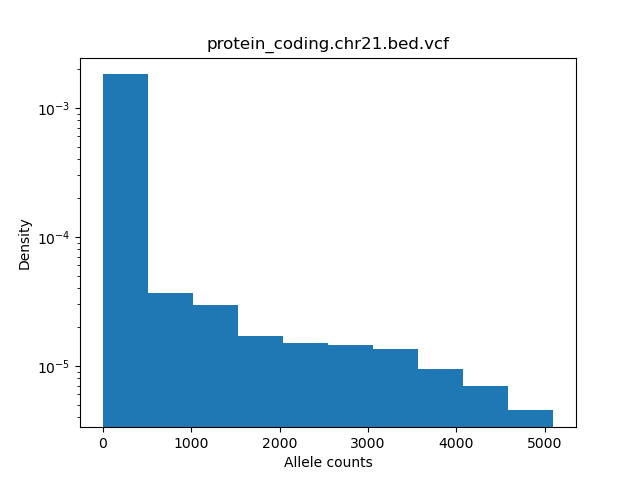 protein_coding.chr21.bed.vcf
Density
10⁻³
10⁻⁴
10⁻⁵
0 1000 2000 3000 4000 5000
Allele counts